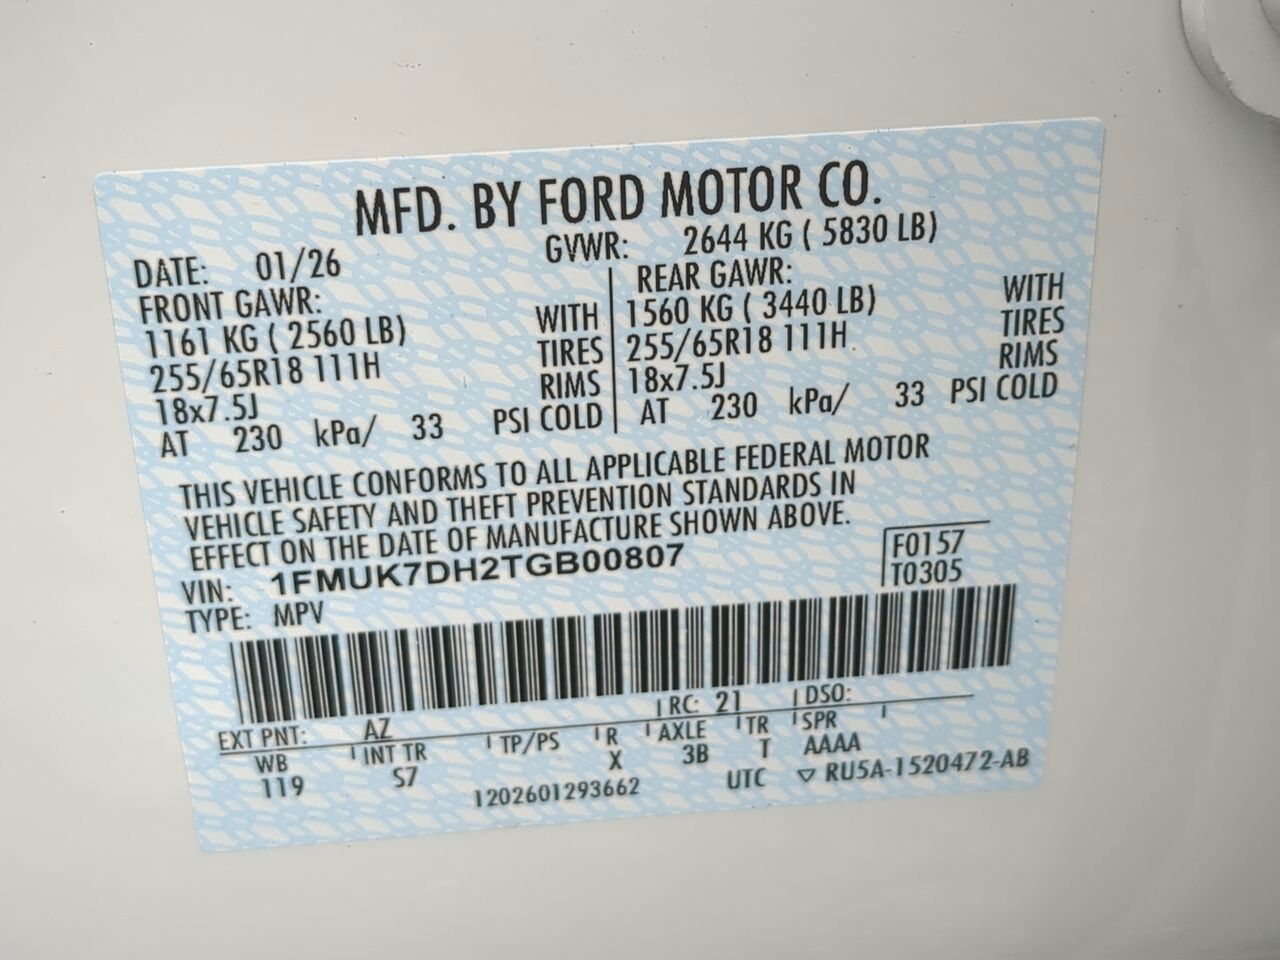 MFD. BY FORD MOTOR CO.
DATE: 01/26 GVWR: 2644 KG ( 5830 LB)
FRONT GAWR:
1161 KG ( 2560 LB) WITH
255/65R18 111H TIRES
18x7.5J RIMS
AT 230 kPa/ 33 PSI COLD
REAR GAWR:
1560 KG ( 3440 LB) WITH
255/65R18 111H TIRES
18x7.5J RIMS
AT 230 kPa/ 33 PSI COLD
THIS VEHICLE CONFORMS TO ALL APPLICABLE FEDERAL MOTOR
VEHICLE SAFETY AND THEFT PREVENTION STANDARDS IN
EFFECT ON THE DATE OF MANUFACTURE SHOWN ABOVE.
VIN: 1FMUK7DH2TGB00807
TYPE: MPV
F0157
T0305
EXT PNT: AZ RC: 21 DSO:
WB INT TR TP/PS R AXLE TR SPR
119 S7 X 3B T AAAA
1202601293662 UTC ▽ RU5A-1520472-AB